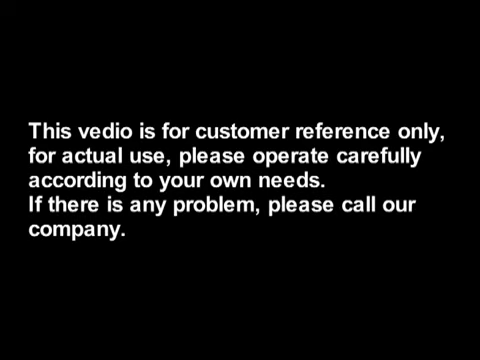 This vedio is for customer reference only,
for actual use, please operate carefully
according to your own needs.
If there is any problem, please call our
company.